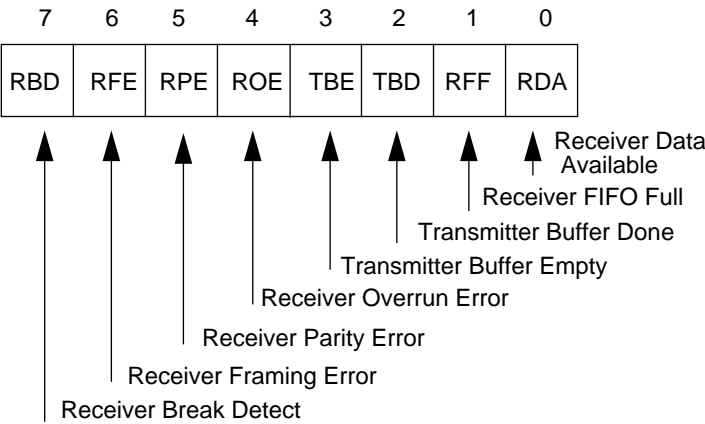 7 6 5 4 3 2 1 0
RBD RFE RPE ROE TBE TBD RFF RDA
Receiver Data
Available
Receiver FIFO Full
Transmitter Buffer Done
Transmitter Buffer Empty
Receiver Overrun Error
Receiver Parity Error
Receiver Framing Error
Receiver Break Detect